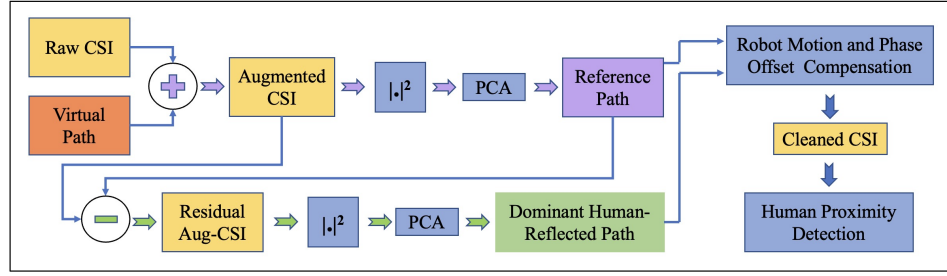 Raw CSI
Virtual
Path
Augmented
CSI
|•|²
PCA
Reference
Path
Robot Motion and Phase
Offset Compensation
Cleaned CSI
Human Proximity
Detection
Residual
Aug-CSI
|•|²
PCA
Dominant Human-
Reflected Path